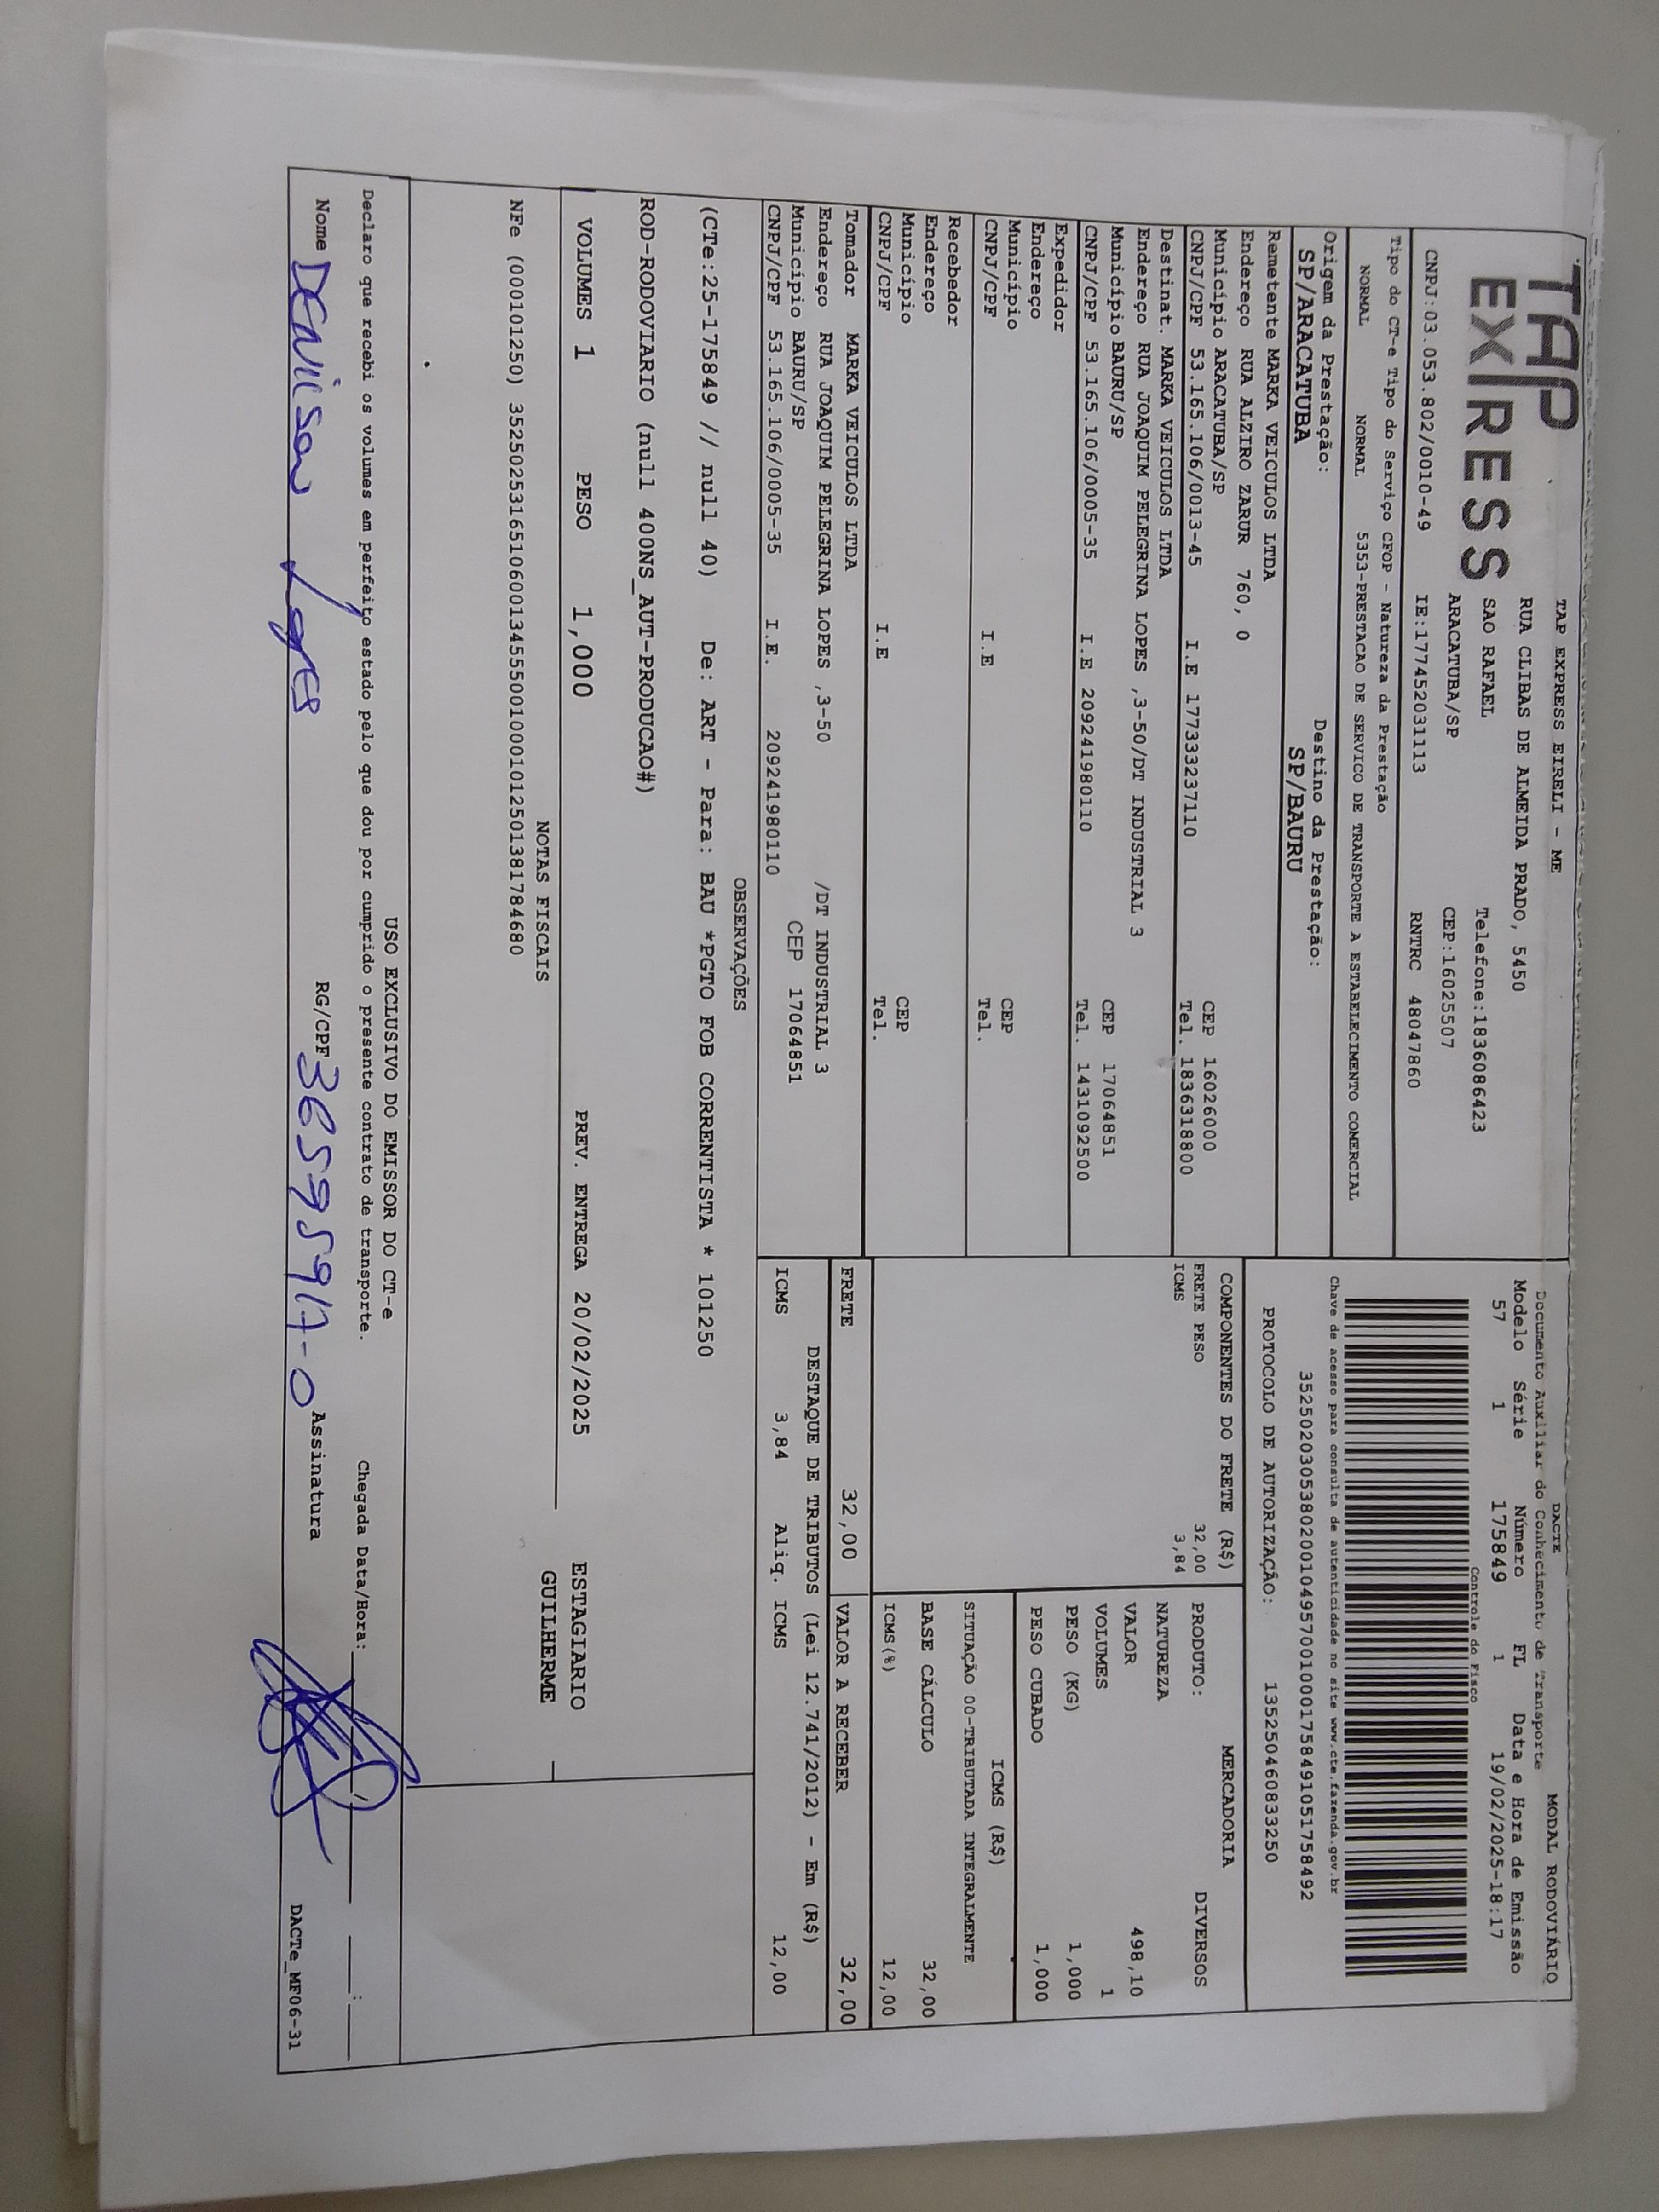 TAP
EXPRESS
TAP EXPRESS EIRELI - ME
RUA CLIBAS DE ALMEIDA PRADO, 5450
SAO RAFAEL Telefone:1836086423
ARACATUBA/SP CEP:16025507
CNPJ:03.053.802/0010-49 IE:177452031113 RNTRC 48047860
DACTE MODAL RODOVIÁRIO
Documento Auxiliar do Conhecimento de Transporte
Modelo Série Número FL Data e Hora de Emissão
57 1 175849 1 19/02/2025-18:17
Controle do Fisco
Tipo do CT-e Tipo do Serviço CFOP - Natureza da Prestação
NORMAL NORMAL 5353-PRESTACAO DE SERVICO DE TRANSPORTE A ESTABELECIMENTO COMERCIAL
Chave de acesso para consulta de autenticidade no site www.cte.fazenda.gov.br
35250203053802001049570010001758491051758492
Origem da Prestação: Destino da Prestação:
SP/ARACATUBA SP/BAURU
PROTOCOLO DE AUTORIZAÇÃO: 135250460833250
Remetente MARKA VEICULOS LTDA
Endereço RUA ALZIRO ZARUR 760, 0
Município ARACATUBA/SP CEP 16026000
CNPJ/CPF 53.165.106/0013-45 I.E 177333237110 Tel. 1836318800
Destinat. MARKA VEICULOS LTDA
Endereço RUA JOAQUIM PELEGRINA LOPES ,3-50/DT INDUSTRIAL 3
Município BAURU/SP CEP 17064851
CNPJ/CPF 53.165.106/0005-35 I.E 209241980110 Tel. 1431092500
Expedidor
Endereço
Município CEP
CNPJ/CPF I.E Tel.
Recebedor
Endereço
Município CEP
CNPJ/CPF I.E Tel.
Tomador MARKA VEICULOS LTDA
Endereço RUA JOAQUIM PELEGRINA LOPES ,3-50 /DT INDUSTRIAL 3
Município BAURU/SP CEP 17064851
CNPJ/CPF 53.165.106/0005-35 I.E. 209241980110
COMPONENTES DO FRETE (R$)
FRETE PESO 32,00
ICMS 3,84
MERCADORIA
PRODUTO: DIVERSOS
NATUREZA
VALOR 498,10
VOLUMES 1
PESO (KG) 1,000
PESO CUBADO 1,000
ICMS (R$)
SITUAÇÃO 00-TRIBUTADA INTEGRALMENTE
BASE CÁLCULO 32,00
ICMS(%) 12,00
FRETE 32,00 VALOR A RECEBER 32,00
DESTAQUE DE TRIBUTOS (Lei 12.741/2012) - Em (R$)
ICMS 3,84 Aliq. ICMS 12,00
OBSERVAÇÕES
(CTe:25-175849 // null 40) De: ART - Para: BAU *PGTO FOB CORRENTISTA * 101250
ROD-RODOVIARIO (null 400NS_AUT-PRODUCAO#)
VOLUMES 1 PESO 1,000 PREV. ENTREGA 20/02/2025 ESTAGIARIO
GUILHERME
NOTAS FISCAIS
NFe (000101250) 35250253165106001345550010001012501381784680
USO EXCLUSIVO DO EMISSOR DO CT-e
Declaro que recebi os volumes em perfeito estado pelo que dou por cumprido o presente contrato de transporte. Chegada Data/Hora: : 
Nome Denilson Lopes RG/CPF Assinatura
DACTe_MF06-31